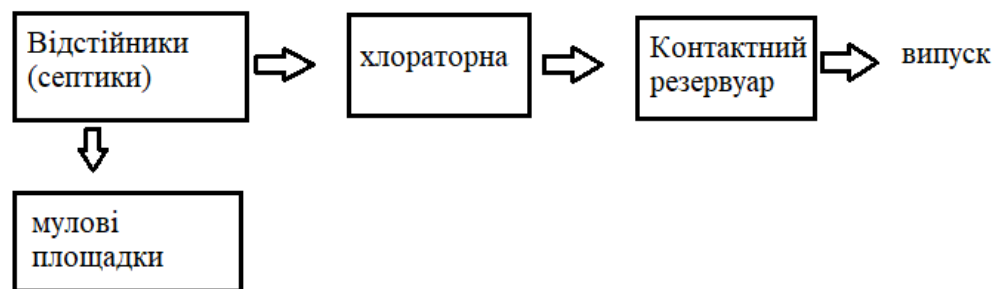 Відстійники
(септики)
хлораторна
Контактний
резервуар
випуск
мулові
площадки